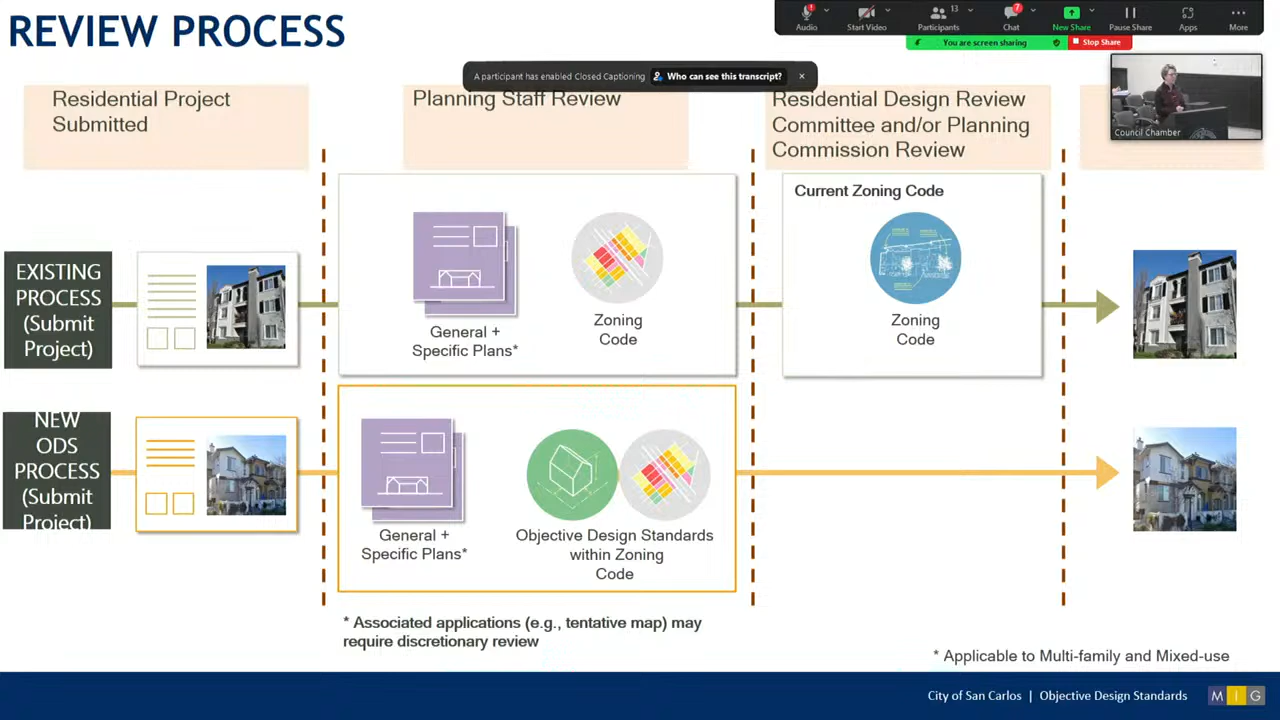 REVIEW PROCESS
Audio
Start Video
13
Participants
7
Chat
New Share
Pause Share
Apps
More
You are screen sharing
Stop Share
A participant has enabled Closed Captioning
Who can see this transcript?
Council Chamber
Residential Project
Submitted
Planning Staff Review
Residential Design Review
Committee and/or Planning
Commission Review
Current Zoning Code
EXISTING
PROCESS
(Submit
Project)
General +
Specific Plans*
Zoning
Code
Zoning
Code
NEW
ODS
PROCESS
(Submit
Project)
General +
Specific Plans*
Objective Design Standards
within Zoning
Code
* Associated applications (e.g., tentative map) may
require discretionary review
* Applicable to Multi-family and Mixed-use
City of San Carlos | Objective Design Standards
MIG